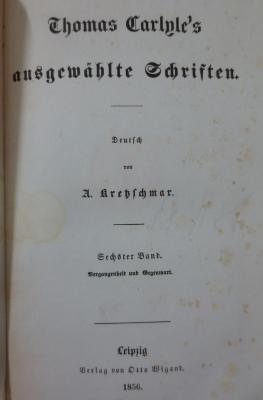 Thomas Carlyle's
ausgewählte Schriften.
Deutsch
von
A. Kretzschmar.
Sechster Band.
Vergangenheit und Gegenwart.
Leipzig
Verlag von Otto Wigand.
1856.